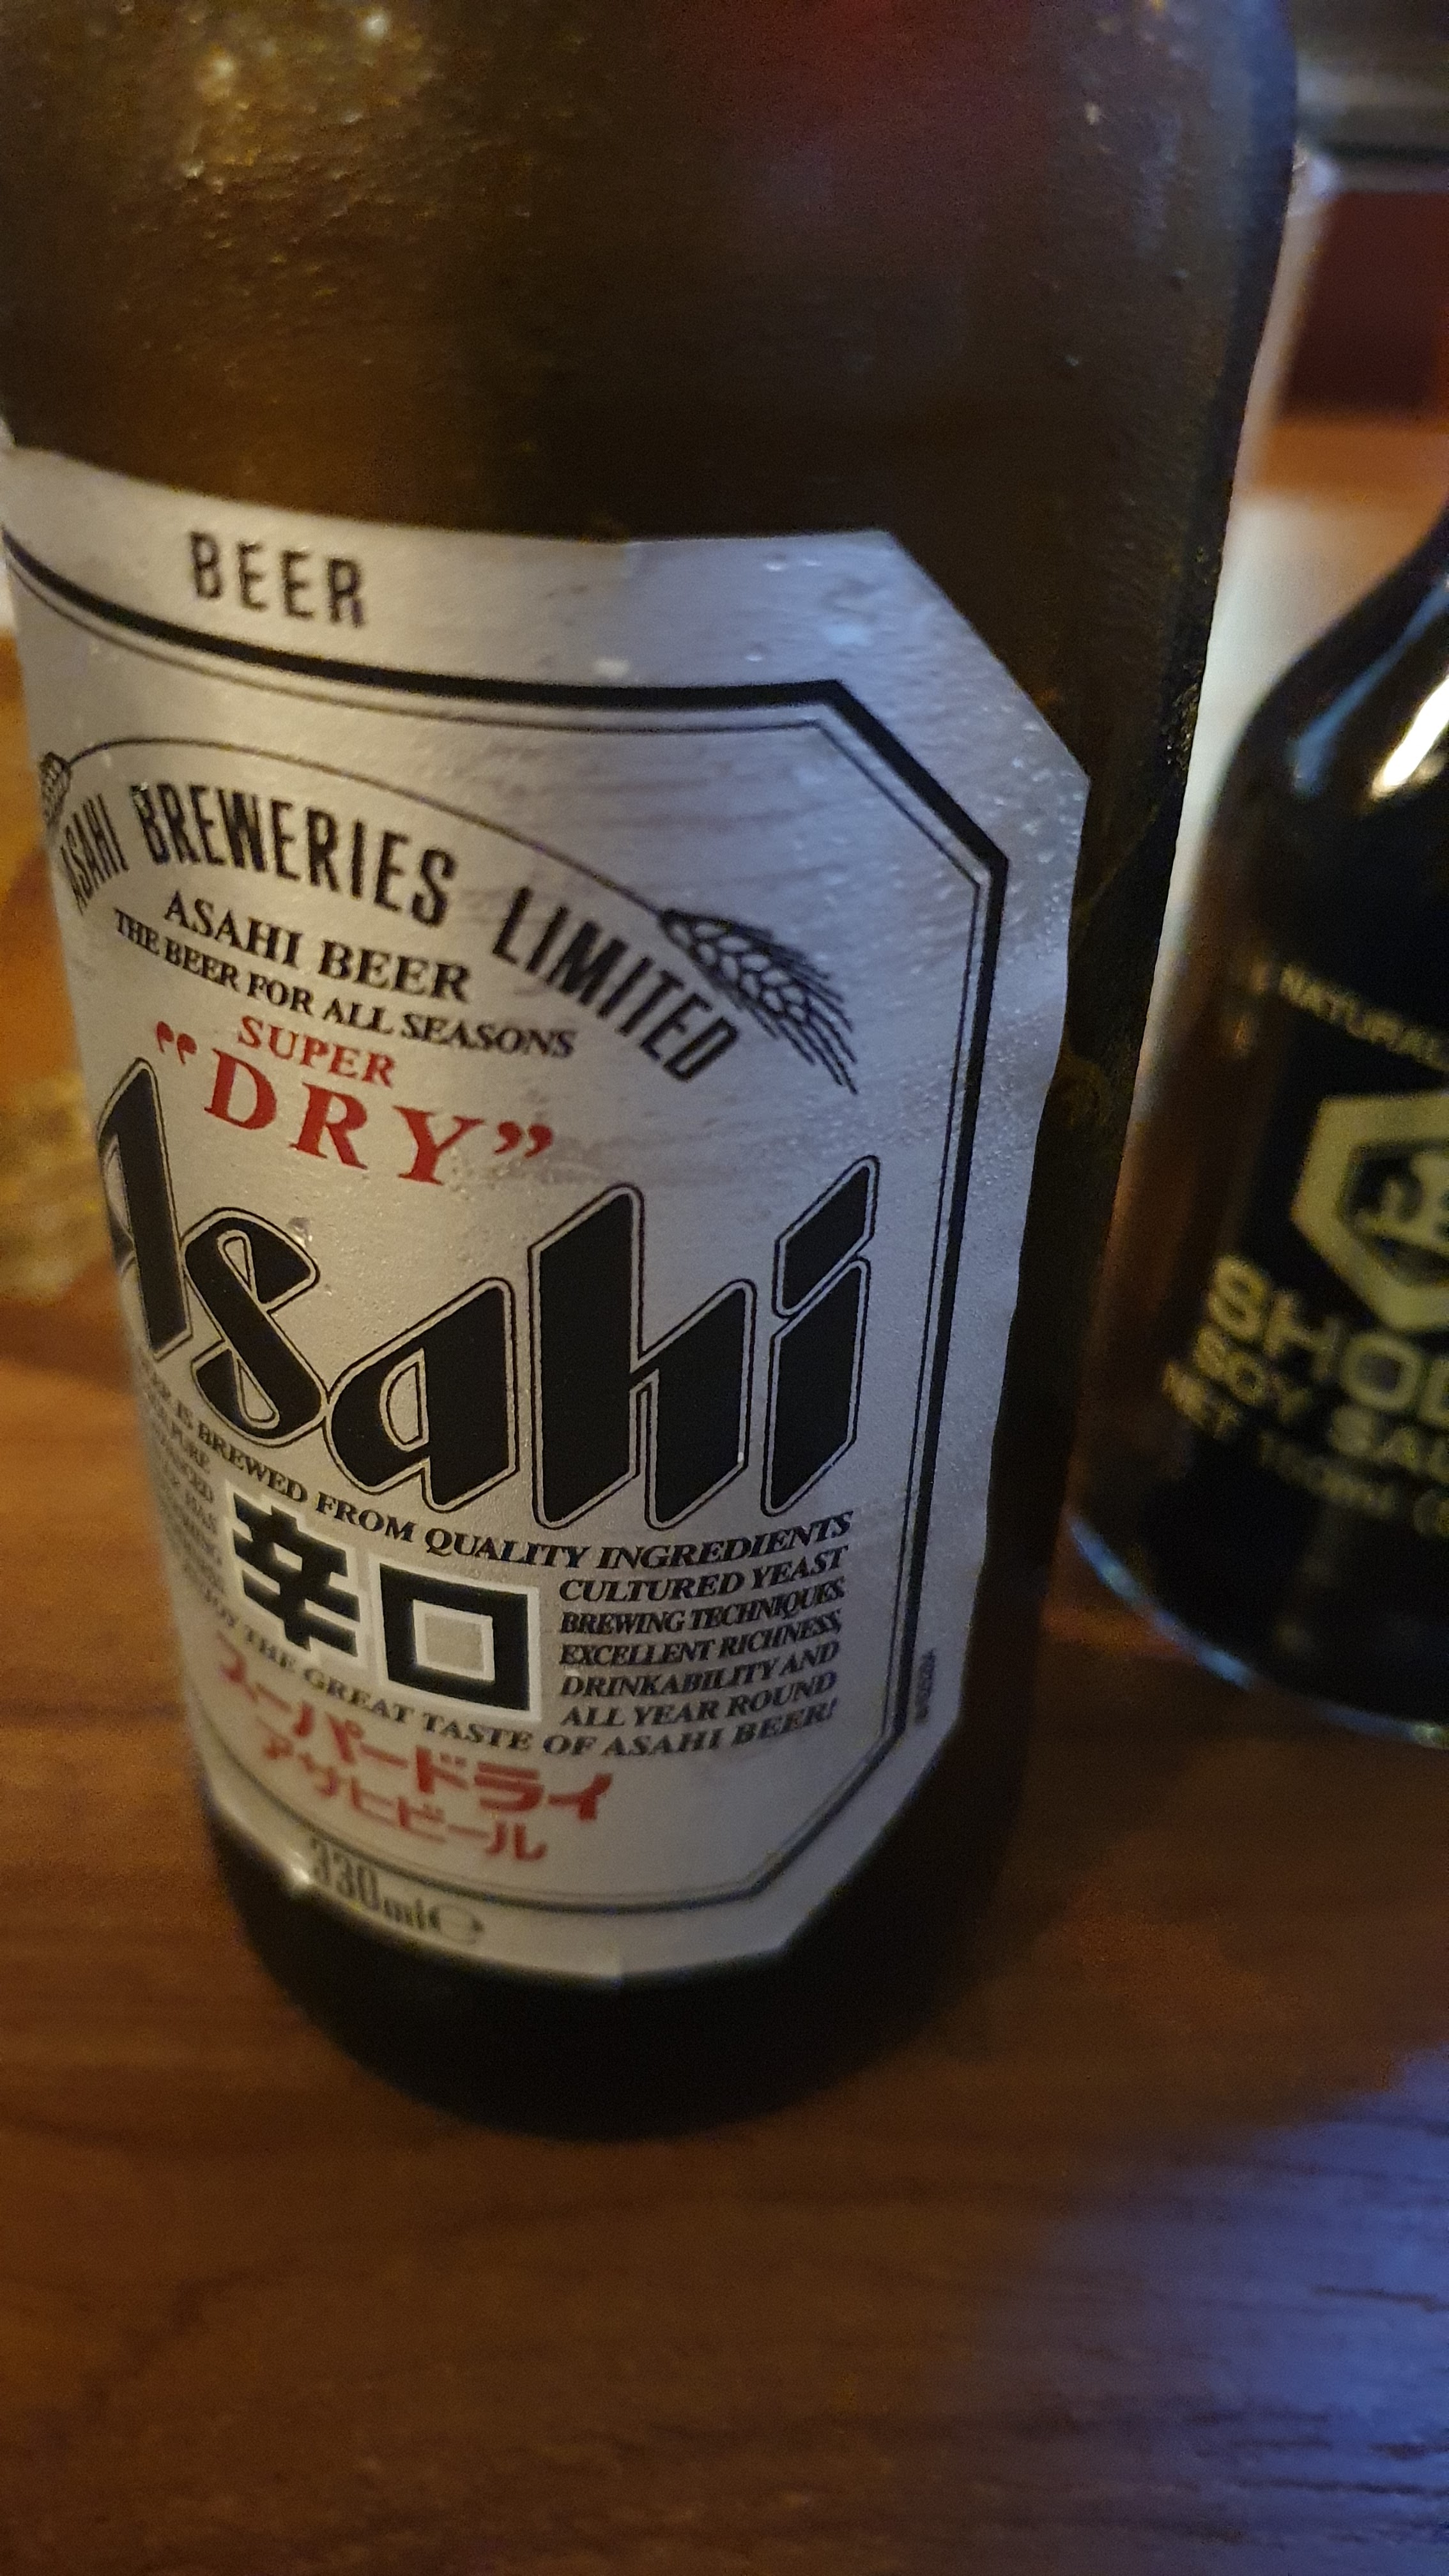 BEER
ASAHI BREWERIES LIMITED
ASAHI BEER
THE BEER FOR ALL SEASONS
SUPER
"DRY"
Asahi
IS BREWED FROM QUALITY INGREDIENTS
辛口
CULTURED YEAST
BREWING TECHNIQUES.
EXCELLENT RICHNESS,
DRINKABILITY AND
ALL YEAR ROUND
THE GREAT TASTE OF ASAHI BEER!
スーパードライ
アサヒビール
330ml℮
SOY
NET